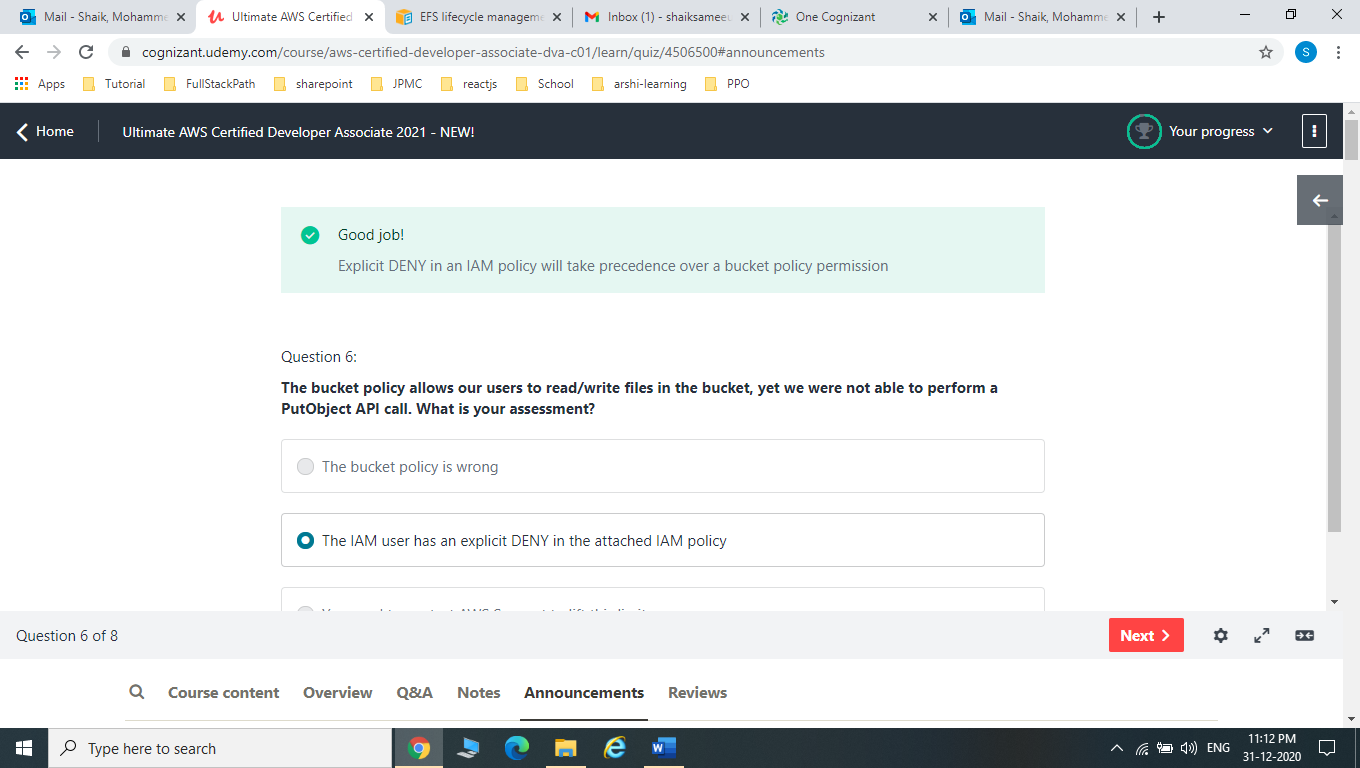 Mail - Shaik, Mohamme
Ultimate AWS Certified
EFS lifecycle manageme
Inbox (1) - shaiksameeu
One Cognizant
Mail - Shaik, Mohamme
cognizant.udemy.com/course/aws-certified-developer-associate-dva-c01/learn/quiz/4506500#announcements
S
Apps Tutorial FullStackPath sharepoint JPMC reactjs School arshi-learning PPO
Home Ultimate AWS Certified Developer Associate 2021 - NEW! Your progress
Good job!
Explicit DENY in an IAM policy will take precedence over a bucket policy permission
Question 6:
The bucket policy allows our users to read/write files in the bucket, yet we were not able to perform a
PutObject API call. What is your assessment?
The bucket policy is wrong
The IAM user has an explicit DENY in the attached IAM policy
Question 6 of 8
Next
Course content Overview Q&A Notes Announcements Reviews
Type here to search
ENG
11:12 PM
31-12-2020